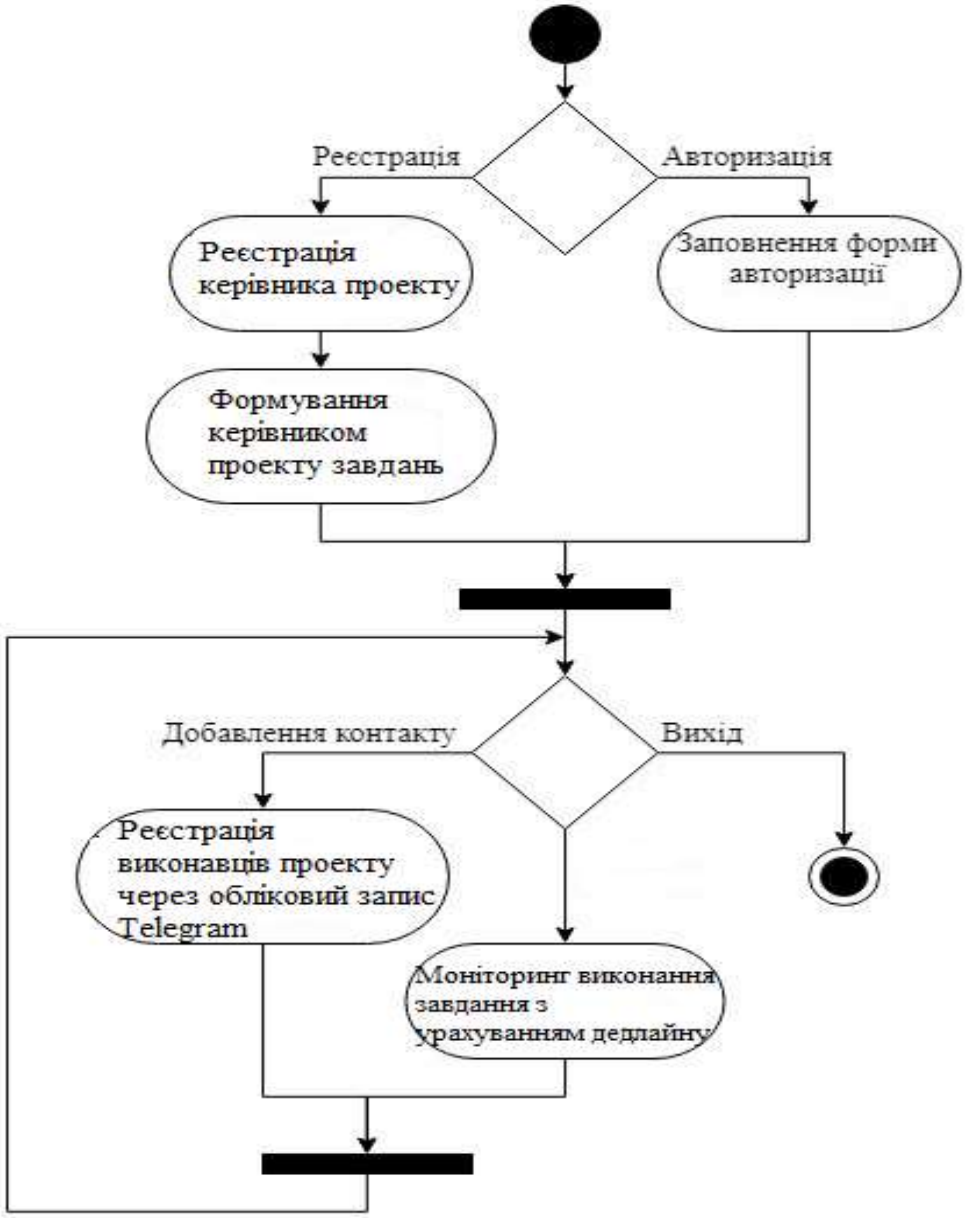 Реєстрація
Авторизація
Реєстрація
керівника проекту
Заповнення форми
авторизації
Формування
керівником
проекту завдань
Добавлення контакту
Вихід
Реєстрація
виконавців проекту
через обліковий запис
Telegram
Моніторинг виконання
завдання з
урахуванням дедлайну